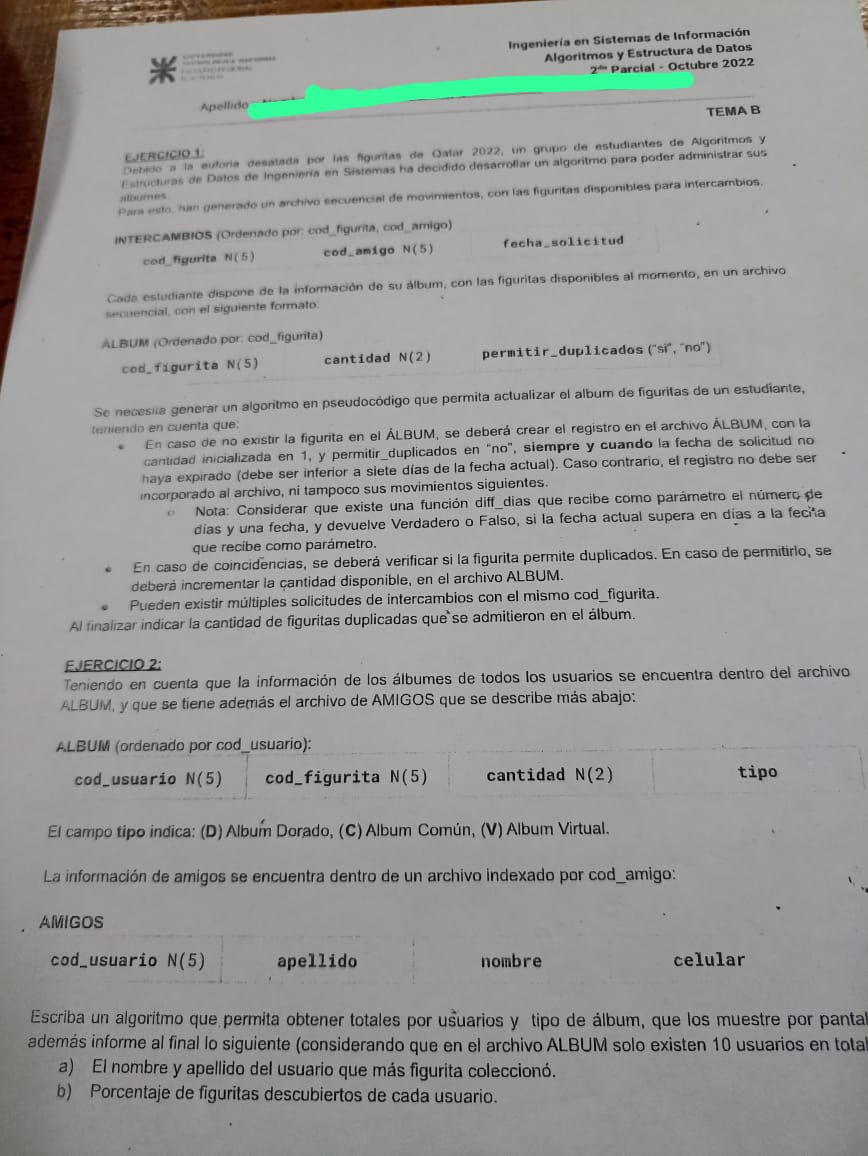 Ingeniería en Sistemas de Información
Algoritmos y Estructura de Datos
2do Parcial - Octubre 2022
Apellido
TEMA B
EJERCICIO 1:
Debido a la euforia desatada por las figuritas de Qatar 2022, un grupo de estudiantes de Algoritmos y
Estructuras de Datos de Ingeniería en Sistemas ha decidido desarrollar un algoritmo para poder administrar sus
álbumes.
Para esto, han generado un archivo secuencial de movimientos, con las figuritas disponibles para intercambios.
INTERCAMBIOS (Ordenado por: cod_figurita, cod_amigo)
cod_figurita N(5) cod_amigo N(5) fecha_solicitud
Cada estudiante dispone de la información de su álbum, con las figuritas disponibles al momento, en un archivo
secuencial, con el siguiente formato:
ÁLBUM (Ordenado por: cod_figurita)
cod_figurita N(5) cantidad N(2) permitir_duplicados ("si", "no")
Se necesita generar un algoritmo en pseudocódigo que permita actualizar el album de figuritas de un estudiante,
teniendo en cuenta que:
• En caso de no existir la figurita en el ÁLBUM, se deberá crear el registro en el archivo ÁLBUM, con la
cantidad inicializada en 1, y permitir_duplicados en "no", siempre y cuando la fecha de solicitud no
haya expirado (debe ser inferior a siete días de la fecha actual). Caso contrario, el registro no debe ser
incorporado al archivo, ni tampoco sus movimientos siguientes.
○ Nota: Considerar que existe una función diff_dias que recibe como parámetro el número de
días y una fecha, y devuelve Verdadero o Falso, si la fecha actual supera en días a la fecha
que recibe como parámetro.
• En caso de coincidencias, se deberá verificar si la figurita permite duplicados. En caso de permitirlo, se
deberá incrementar la cantidad disponible, en el archivo ALBUM.
• Pueden existir múltiples solicitudes de intercambios con el mismo cod_figurita.
Al finalizar indicar la cantidad de figuritas duplicadas que se admitieron en el álbum.
EJERCICIO 2:
Teniendo en cuenta que la información de los álbumes de todos los usuarios se encuentra dentro del archivo
ALBUM, y que se tiene además el archivo de AMIGOS que se describe más abajo:
ALBUM (ordenado por cod_usuario):
cod_usuario N(5) cod_figurita N(5) cantidad N(2) tipo
El campo tipo indica: (D) Album Dorado, (C) Album Común, (V) Album Virtual.
La información de amigos se encuentra dentro de un archivo indexado por cod_amigo:
AMIGOS
cod_usuario N(5) apellido nombre celular
Escriba un algoritmo que permita obtener totales por usuarios y tipo de álbum, que los muestre por pantal
además informe al final lo siguiente (considerando que en el archivo ALBUM solo existen 10 usuarios en total
a) El nombre y apellido del usuario que más figurita coleccionó.
b) Porcentaje de figuritas descubiertos de cada usuario.